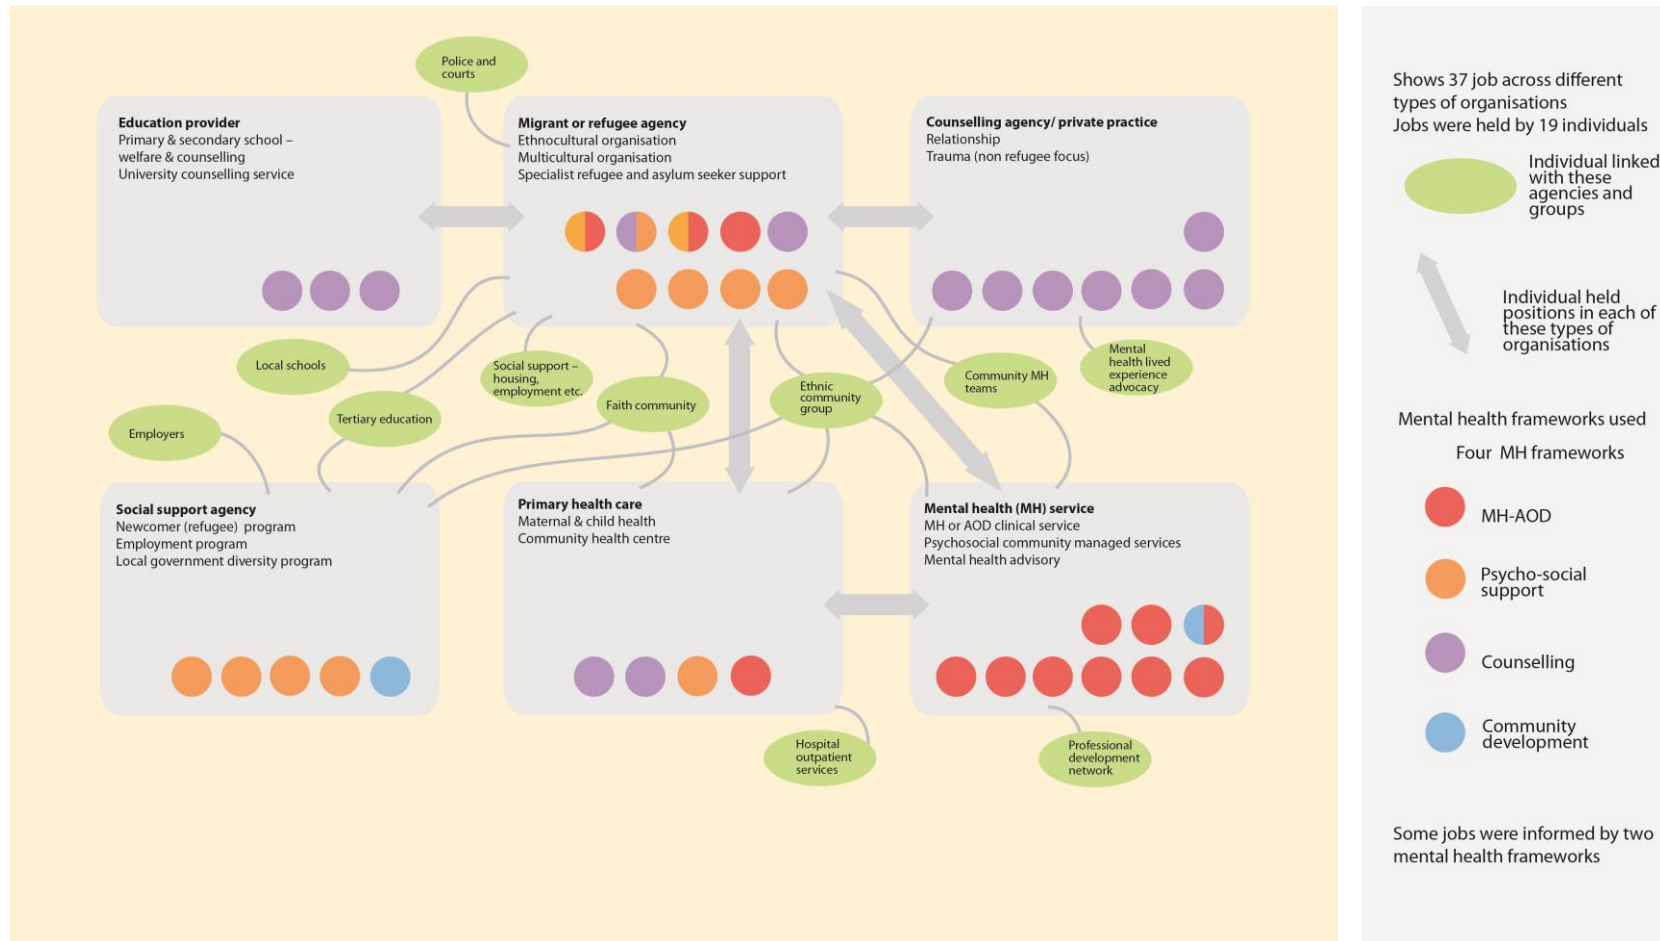 Police and
courts
Education provider
Primary & secondary school –
welfare & counselling
University counselling service
Migrant or refugee agency
Ethnocultural organisation
Multicultural organisation
Specialist refugee and asylum seeker support
Counselling agency/ private practice
Relationship
Trauma (non refugee focus)
Local schools
Social support –
housing,
employment etc.
Tertiary education
Employers
Faith community
Ethnic
community
group
Community MH
teams
Mental
health lived
experience
advocacy
Social support agency
Newcomer (refugee) program
Employment program
Local government diversity program
Primary health care
Maternal & child health
Community health centre
Mental health (MH) service
MH or AOD clinical service
Psychosocial community managed services
Mental health advisory
Hospital
outpatient
services
Professional
development
network
Shows 37 job across different
types of organisations
Jobs were held by 19 individuals
Individual linked
with these
agencies and
groups
Individual held
positions in each of
these types of
organisations
Mental health frameworks used
Four MH frameworks
MH-AOD
Psycho-social
support
Counselling
Community
development
Some jobs were informed by two
mental health frameworks